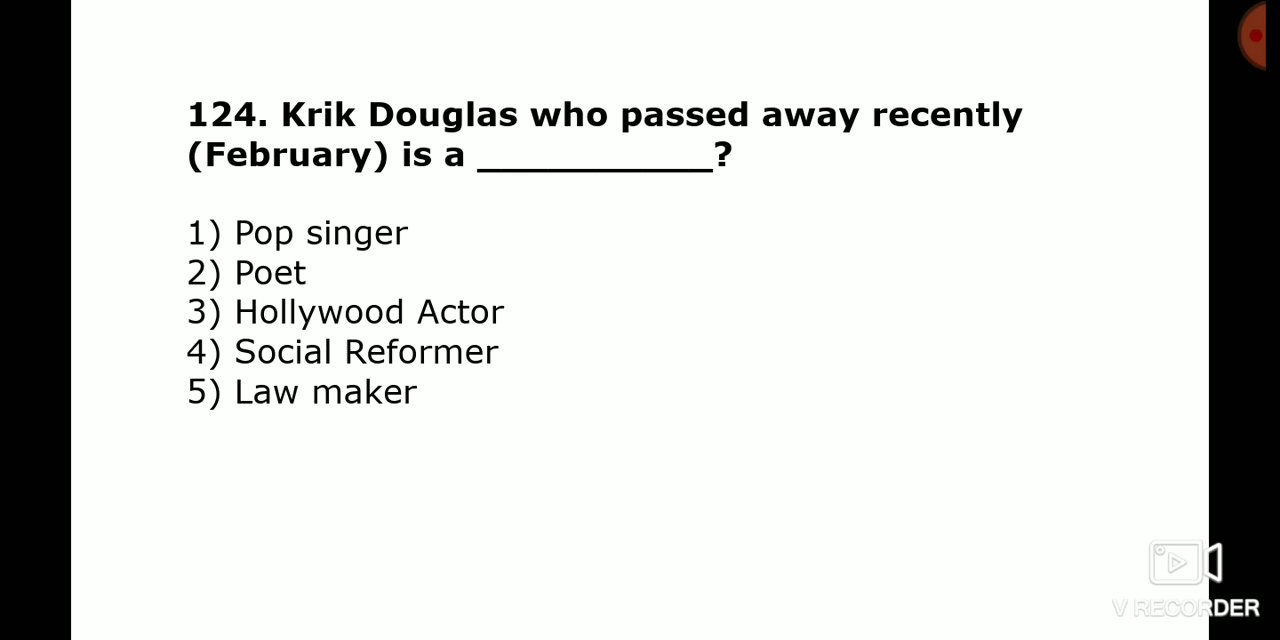 124. Krik Douglas who passed away recently
(February) is a _____________?
1) Pop singer
2) Poet
3) Hollywood Actor
4) Social Reformer
5) Law maker
V RECORDER